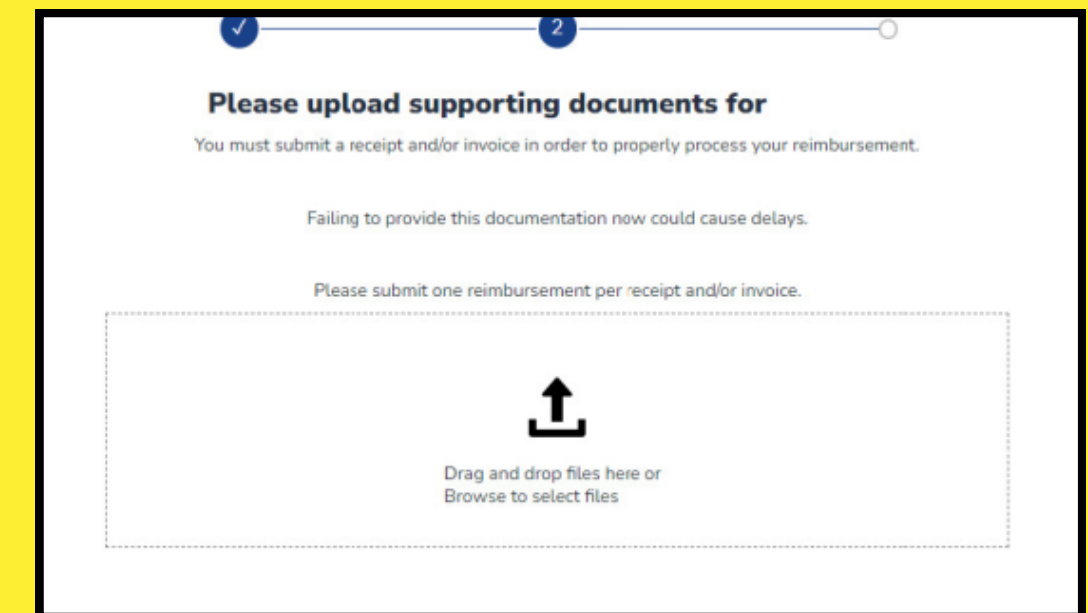 2
Please upload supporting documents for
You must submit a receipt and/or invoice in order to properly process your reimbursement.
Failing to provide this documentation now could cause delays.
Please submit one reimbursement per receipt and/or invoice.
Drag and drop files here or
Browse to select files